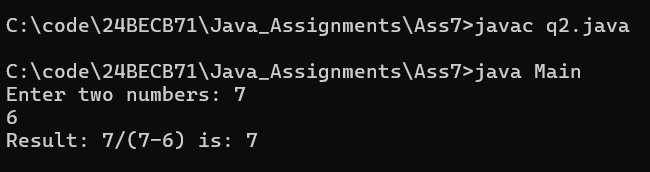 C:\code\24BECB71\Java_Assignments\Ass7>javac q2.java
C:\code\24BECB71\Java_Assignments\Ass7>java Main
Enter two numbers: 7
6
Result: 7/(7-6) is: 7